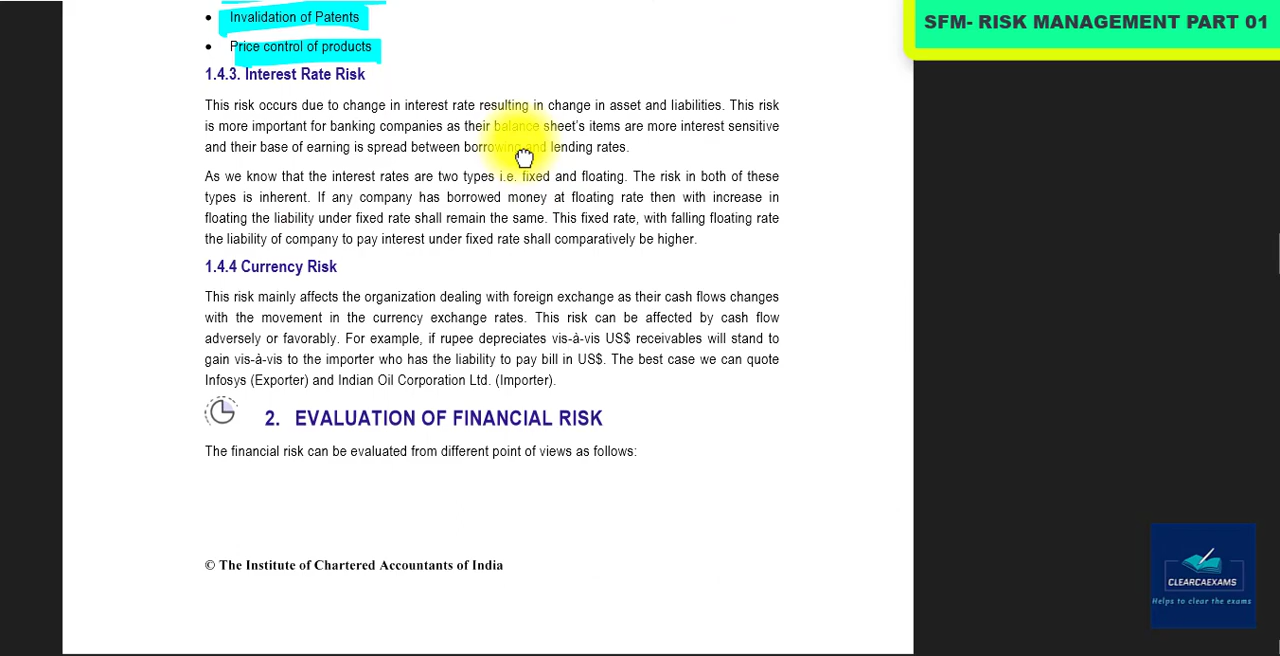 SFM- RISK MANAGEMENT PART 01
• Invalidation of Patents
• Price control of products
1.4.3. Interest Rate Risk
This risk occurs due to change in interest rate resulting in change in asset and liabilities. This risk
is more important for banking companies as their balance sheet's items are more interest sensitive
and their base of earning is spread between borrowing and lending rates.
As we know that the interest rates are two types i.e. fixed and floating. The risk in both of these
types is inherent. If any company has borrowed money at floating rate then with increase in
floating the liability under fixed rate shall remain the same. This fixed rate, with falling floating rate
the liability of company to pay interest under fixed rate shall comparatively be higher.
1.4.4 Currency Risk
This risk mainly affects the organization dealing with foreign exchange as their cash flows changes
with the movement in the currency exchange rates. This risk can be affected by cash flow
adversely or favorably. For example, if rupee depreciates vis-à-vis US$ receivables will stand to
gain vis-à-vis to the importer who has the liability to pay bill in US$. The best case we can quote
Infosys (Exporter) and Indian Oil Corporation Ltd. (Importer).
2. EVALUATION OF FINANCIAL RISK
The financial risk can be evaluated from different point of views as follows:
© The Institute of Chartered Accountants of India
CLEARCAEXAMS
Helps to clear the exams